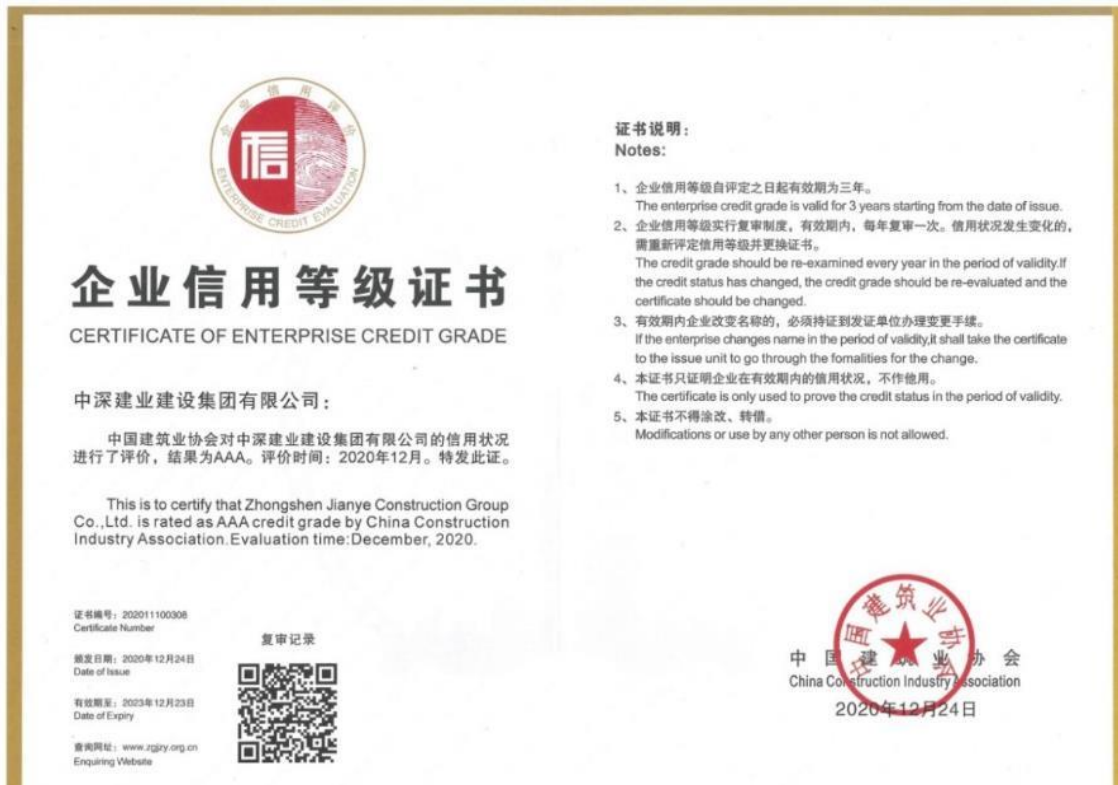 企业信用评价
信
ENTERPRISE CREDIT EVALUATION
企业信用等级证书
CERTIFICATE OF ENTERPRISE CREDIT GRADE
中深建业建设集团有限公司：
中国建筑业协会对中深建业建设集团有限公司的信用状况
进行了评价，结果为AAA。评价时间：2020年12月。特发此证。
This is to certify that Zhongshen Jianye Construction Group
Co.,Ltd. is rated as AAA credit grade by China Construction
Industry Association.Evaluation time:December, 2020.
证书编号：202011100308
Certificate Number
颁发日期：2020年12月24日
Date of Issue
有效期至：2023年12月23日
Date of Expiry
查询网址：www.zgjzy.org.cn
Enquiring Website
复审记录
证书说明：
Notes:
1、企业信用等级自评定之日起有效期为三年。
The enterprise credit grade is valid for 3 years starting from the date of issue.
2、企业信用等级实行复审制度，有效期内，每年复审一次。信用状况发生变化的，
需重新评定信用等级并更换证书。
The credit grade should be re-examined every year in the period of validity.If
the credit status has changed, the credit grade should be re-evaluated and the
certificate should be changed.
3、有效期内企业改变名称的，必须持证到发证单位办理变更手续。
If the enterprise changes name in the period of validity,it shall take the certificate
to the issue unit to go through the fomalities for the change.
4、本证书只证明企业在有效期内的信用状况，不作他用。
The certificate is only used to prove the credit status in the period of validity.
5、本证书不得涂改、转借。
Modifications or use by any other person is not allowed.
中国建筑业协会
中国建筑业协会
China Construction Industry Association
2020年12月24日